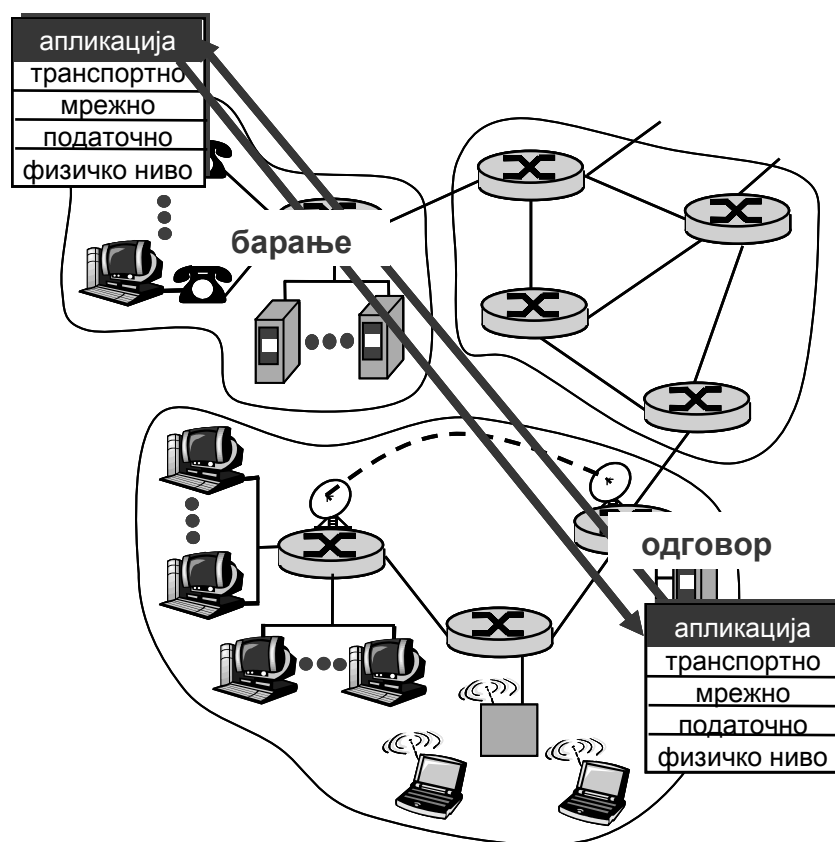 апликација
транспортно
мрежно
податочно
физичко ниво
барање
одговор
апликација
транспортно
мрежно
податочно
физичко ниво